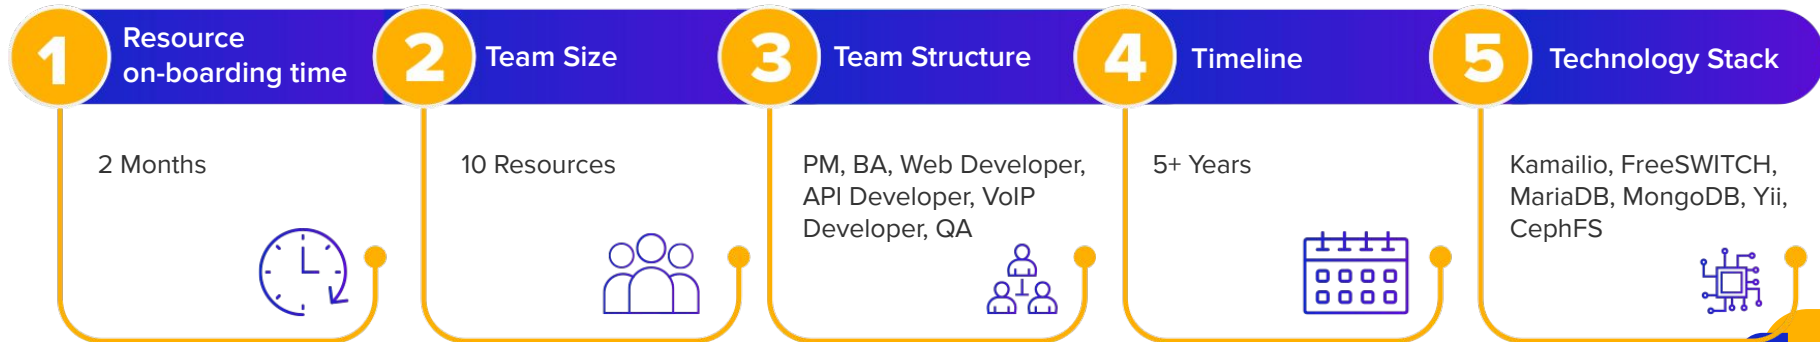 1
Resource
on-boarding time
2 Months
2
Team Size
10 Resources
3
Team Structure
PM, BA, Web Developer,
API Developer, VoIP
Developer, QA
4
Timeline
5+ Years
5
Technology Stack
Kamailio, FreeSWITCH,
MariaDB, MongoDB, Yii,
CephFS